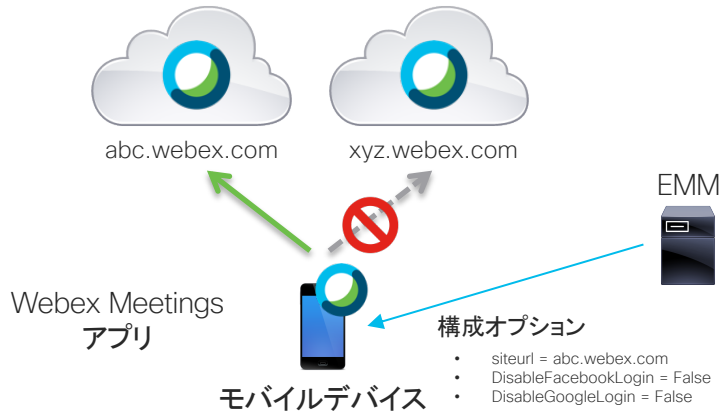 abc.webex.com
xyz.webex.com
EMM
Webex Meetings
アプリ
モバイルデバイス
構成オプション
• siteurl = abc.webex.com
• DisableFacebookLogin = False
• DisableGoogleLogin = False